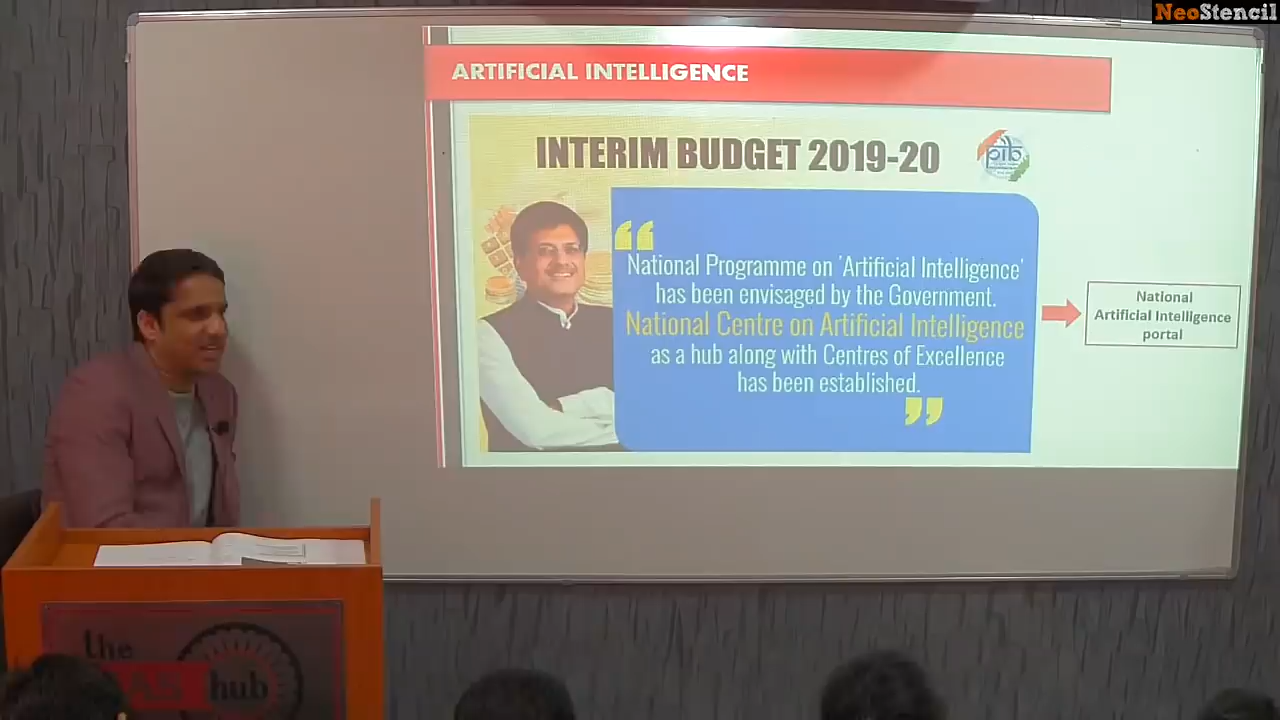 NeoStencil
ARTIFICIAL INTELLIGENCE
INTERIM BUDGET 2019-20
pib
“
National Programme on 'Artificial Intelligence'
has been envisaged by the Government.
National Centre on Artificial Intelligence
as a hub along with Centres of Excellence
has been established.
”
National
Artificial Intelligence
portal
the
hub